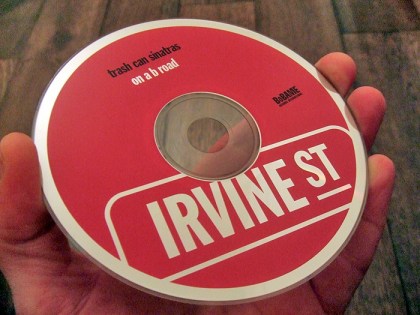 trash can sinatras
on a b road
IRVINE ST